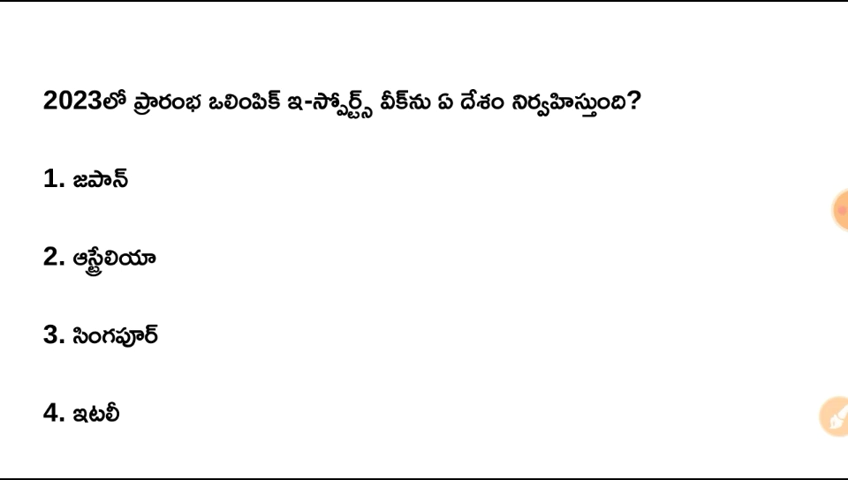 2023లో ప్రారంభ ఒలింపిక్ ఇ-స్పోర్ట్స్ వీక్‌ను ఏ దేశం నిర్వహిస్తుంది?
1. జపాన్
2. ఆస్ట్రేలియా
3. సింగపూర్
4. ఇటలీ